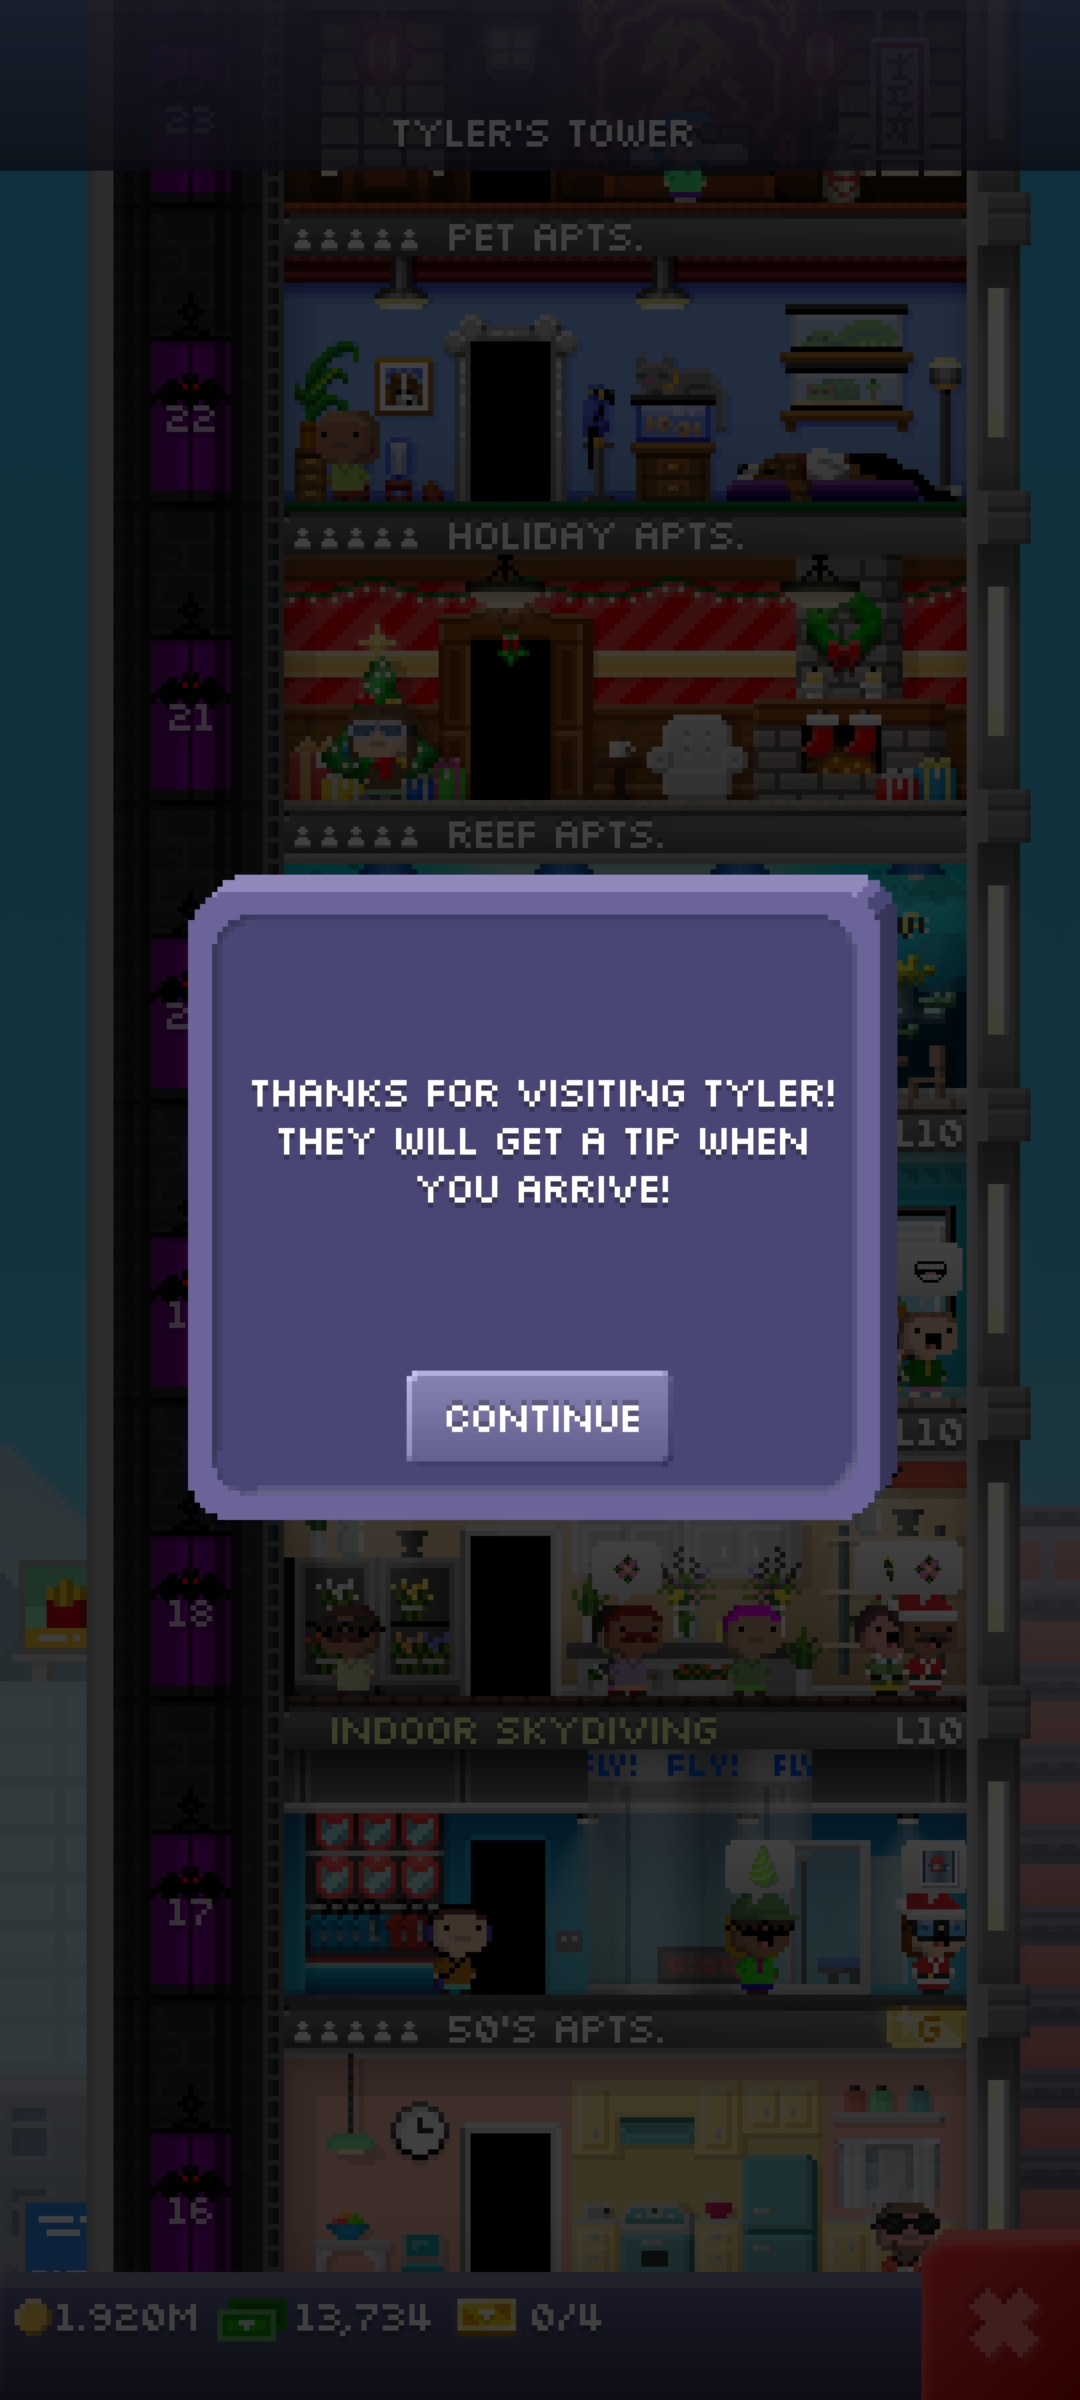 23
TYLER'S TOWER
PET APTS.
22
HOLIDAY APTS.
21
REEF APTS.
THANKS FOR VISITING TYLER!
THEY WILL GET A TIP WHEN
YOU ARRIVE!
L10
CONTINUE
L10
18
INDOOR SKYDIVING L10
FLY! FLY! FLY
17
0:00
50'S APTS. G
16
1.920M 13,734 0/4